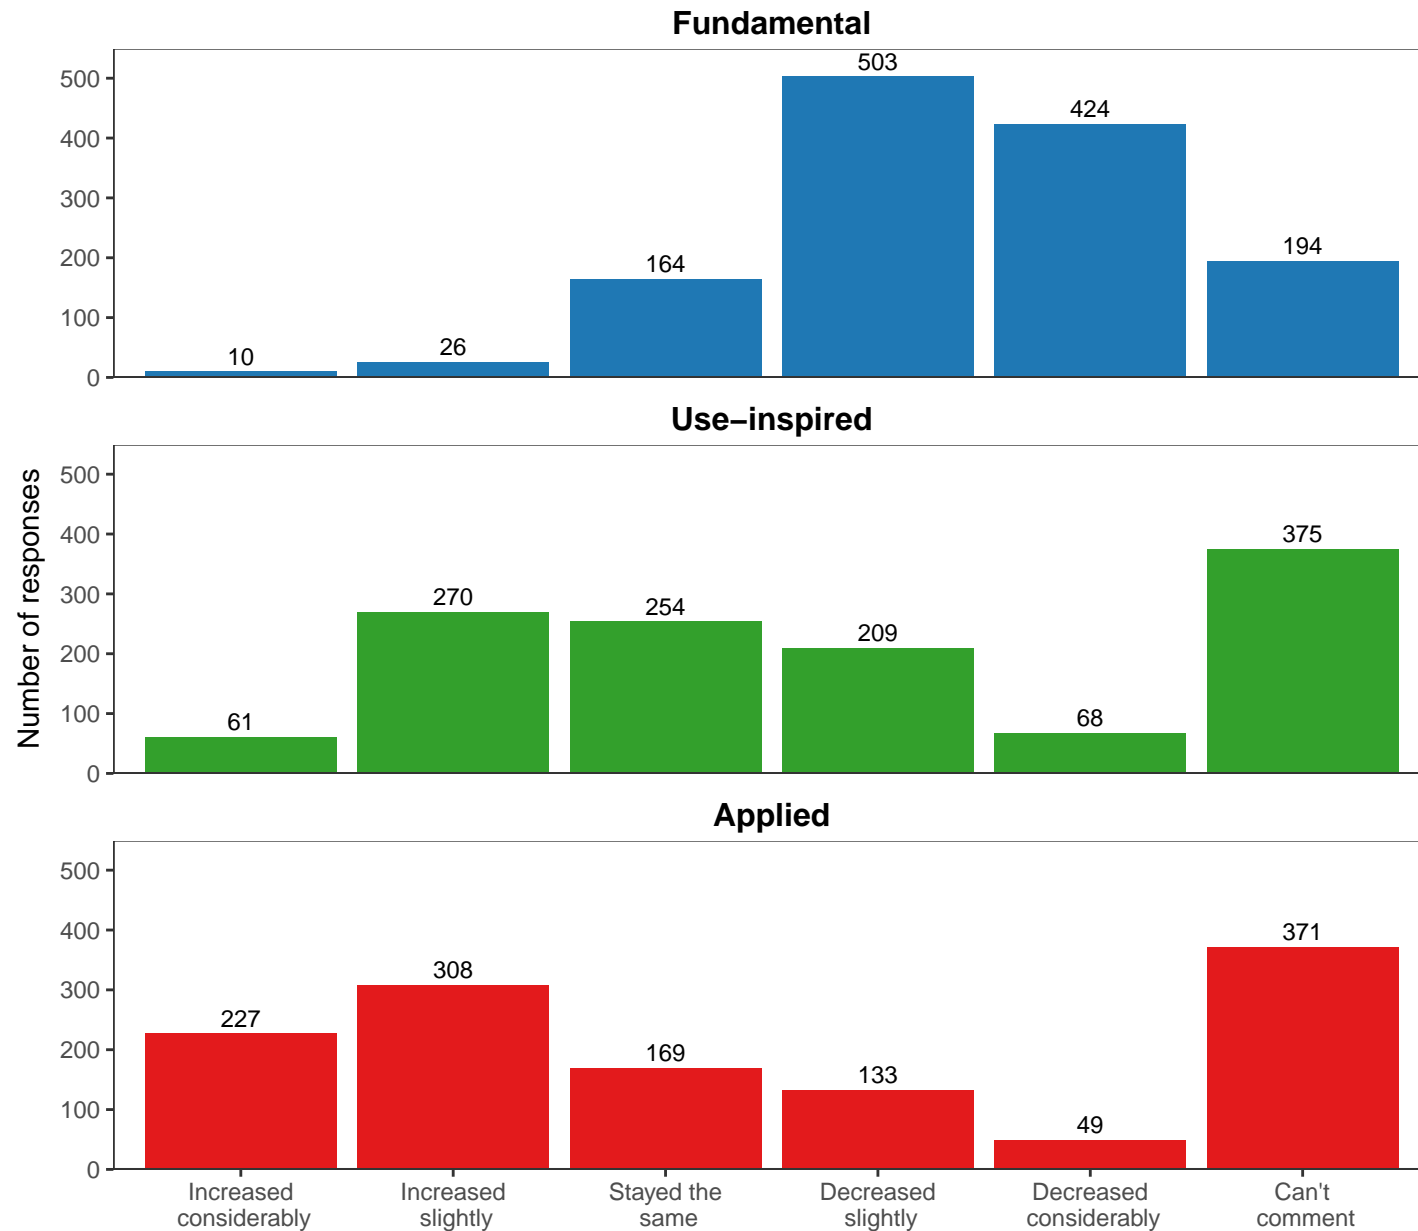 Fundamental
500
400
300
200
100
0
10
26
164
503
424
194
Use−inspired
Number of responses
500
400
300
200
100
0
61
270
254
209
68
375
Applied
500
400
300
200
100
0
227
308
169
133
49
371
Increased
considerably
Increased
slightly
Stayed the
same
Decreased
slightly
Decreased
considerably
Can't
comment